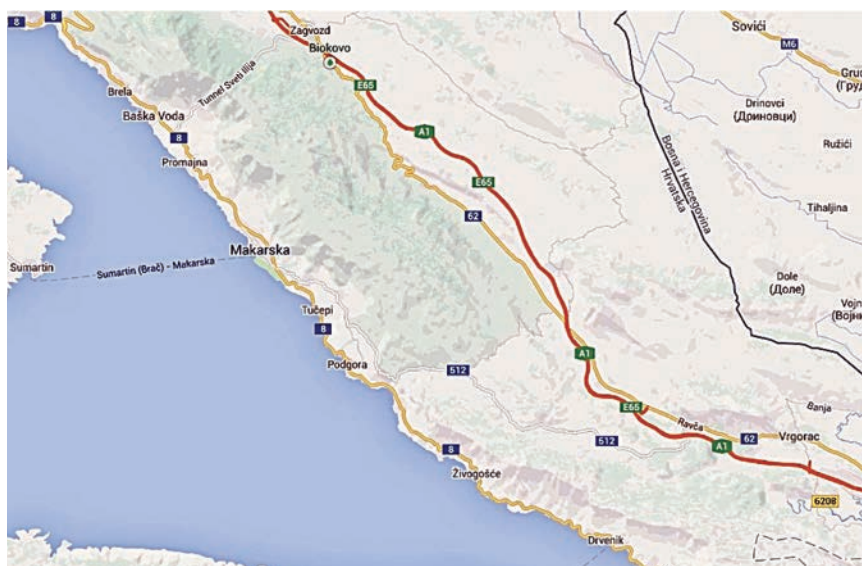 8
8
Zagvozd
Biokovo
E65
Tunnel Sveti Ilija
Brela
Baška Voda
8
Promajna
A1
E65
62
Sovići
M6
Gru
(Груд
Drinovci
(Дриновци)
Ružići
Bosna i Hercegovina
Hrvatska
Tihaljina
Makarska
Sumartin
Sumartin (Brač) - Makarska
Dole
(Доле)
Vojn
(Војни
Tučepi
8
Podgora
512
A1
E65
Ravča
62
Banja
Vrgorac
512
A1
8
Živogošće
6208
Drvenik